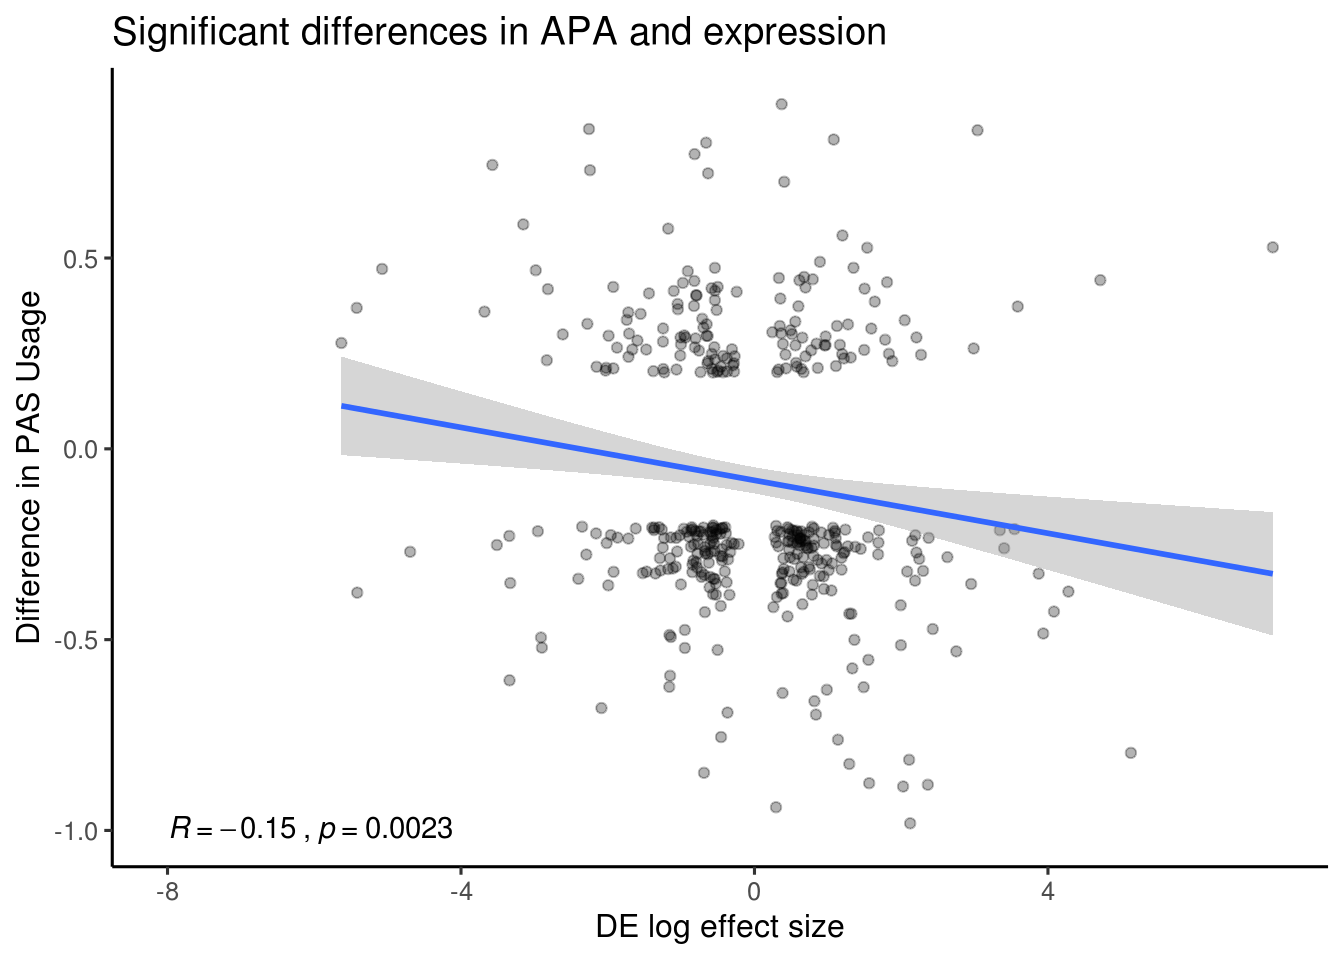 Significant differences in APA and expression
Difference in PAS Usage
0.5
0.0
-0.5
-1.0
R = −0.15 , p = 0.0023
-8
-4
0
4
DE log effect size